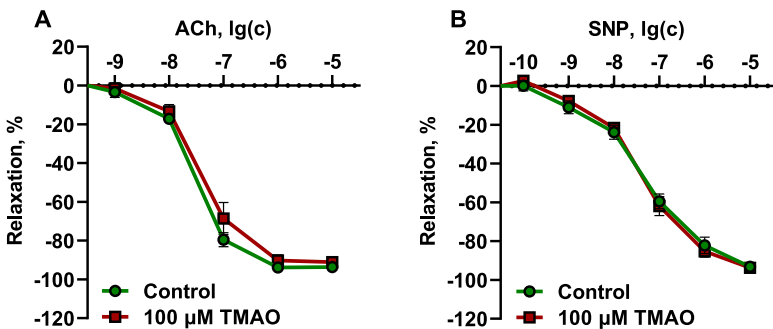 A
ACh, lg(c)
20
-9 -8 -7 -6 -5
0
-20
-40
-60
-80
-100
-120
Relaxation, %
Control
100 µM TMAO
B
SNP, lg(c)
20
-10 -9 -8 -7 -6 -5
0
-20
-40
-60
-80
-100
-120
Relaxation, %
Control
100 µM TMAO